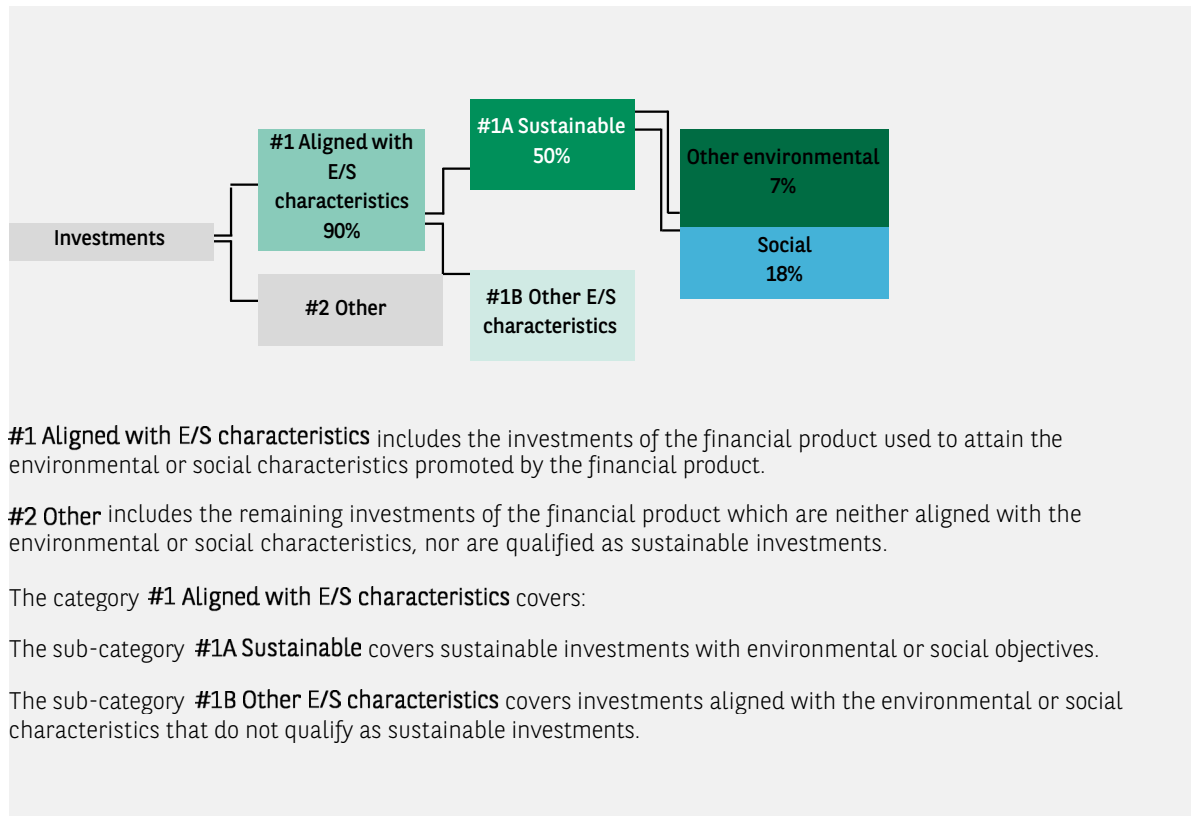 #1 Aligned with
E/S
characteristics
90%
#1A Sustainable
50%
Other environmental
7%
Investments
Social
18%
#2 Other
#1B Other E/S
characteristics
#1 Aligned with E/S characteristics includes the investments of the financial product used to attain the
environmental or social characteristics promoted by the financial product.
#2 Other includes the remaining investments of the financial product which are neither aligned with the
environmental or social characteristics, nor are qualified as sustainable investments.
The category #1 Aligned with E/S characteristics covers:
The sub-category #1A Sustainable covers sustainable investments with environmental or social objectives.
The sub-category #1B Other E/S characteristics covers investments aligned with the environmental or social
characteristics that do not qualify as sustainable investments.